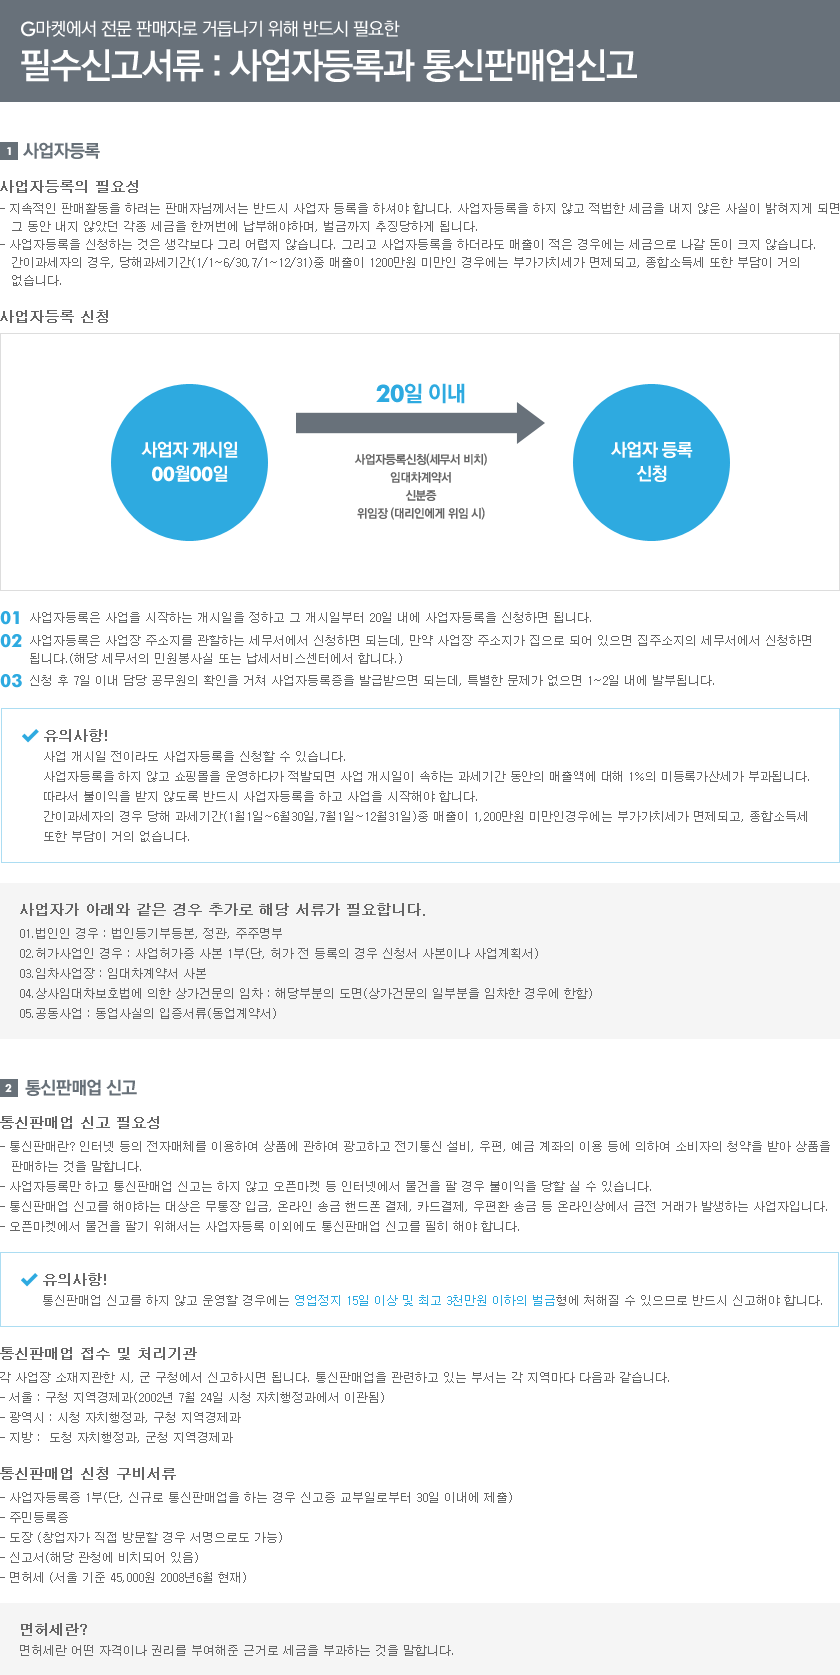 G마켓에서 전문 판매자로 거듭나기 위해 반드시 필요한
필수신고서류 : 사업자등록과 통신판매업신고
1 사업자등록
사업자등록의 필요성
- 지속적인 판매활동을 하려는 판매자님께서는 반드시 사업자 등록을 하셔야 합니다. 사업자등록을 하지 않고 적법한 세금을 내지 않은 사실이 밝혀지게 되면
그 동안 내지 않았던 각종 세금을 한꺼번에 납부해야하며, 벌금까지 추징당하게 됩니다.
- 사업자등록을 신청하는 것은 생각보다 그리 어렵지 않습니다. 그리고 사업자등록을 하더라도 매출이 적은 경우에는 세금으로 나갈 돈이 크지 않습니다.
간이과세자의 경우, 당해과세기간(1/1~6/30,7/1~12/31)중 매출이 1200만원 미만인 경우에는 부가가치세가 면제되고, 종합소득세 또한 부담이 거의
없습니다.
사업자등록 신청
20일 이내
사업자 개시일
00월00일
사업자등록신청(세무서 비치)
임대차계약서
신분증
위임장 (대리인에게 위임 시)
사업자 등록
신청
01 사업자등록은 사업을 시작하는 개시일을 정하고 그 개시일부터 20일 내에 사업자등록을 신청하면 됩니다.
02 사업자등록은 사업장 주소지를 관할하는 세무서에서 신청하면 되는데, 만약 사업장 주소지가 집으로 되어 있으면 집주소지의 세무서에서 신청하면
됩니다.(해당 세무서의 민원봉사실 또는 납세서비스센터에서 합니다.)
03 신청 후 7일 이내 담당 공무원의 확인을 거쳐 사업자등록증을 발급받으면 되는데, 특별한 문제가 없으면 1~2일 내에 발부됩니다.
유의사항!
사업 개시일 전이라도 사업자등록을 신청할 수 있습니다.
사업자등록을 하지 않고 쇼핑몰을 운영하다가 적발되면 사업 개시일이 속하는 과세기간 동안의 매출액에 대해 1%의 미등록가산세가 부과됩니다.
따라서 불이익을 받지 않도록 반드시 사업자등록을 하고 사업을 시작해야 합니다.
간이과세자의 경우 당해 과세기간(1월1일~6월30일,7월1일~12월31일)중 매출이 1,200만원 미만인경우에는 부가가치세가 면제되고, 종합소득세
또한 부담이 거의 없습니다.
사업자가 아래와 같은 경우 추가로 해당 서류가 필요합니다.
01.법인인 경우 : 법인등기부등본, 정관, 주주명부
02.허가사업인 경우 : 사업허가증 사본 1부(단, 허가 전 등록의 경우 신청서 사본이나 사업계획서)
03.임차사업장 : 임대차계약서 사본
04.상사임대차보호법에 의한 상가건문의 임차 : 해당부분의 도면(상가건문의 일부분을 임차한 경우에 한함)
05.공동사업 : 동업사실의 입증서류(동업계약서)
2 통신판매업 신고
통신판매업 신고 필요성
- 통신판매란? 인터넷 등의 전자매체를 이용하여 상품에 관하여 광고하고 전기통신 설비, 우편, 예금 계좌의 이용 등에 의하여 소비자의 청약을 받아 상품을
판매하는 것을 말합니다.
- 사업자등록만 하고 통신판매업 신고는 하지 않고 오픈마켓 등 인터넷에서 물건을 팔 경우 불이익을 당할 실 수 있습니다.
- 통신판매업 신고를 해야하는 대상은 무통장 입금, 온라인 송금 핸드폰 결제, 카드결제, 우편환 송금 등 온라인상에서 금전 거래가 발생하는 사업자입니다.
- 오픈마켓에서 물건을 팔기 위해서는 사업자등록 이외에도 통신판매업 신고를 필히 해야 합니다.
유의사항!
통신판매업 신고를 하지 않고 운영할 경우에는 영업정지 15일 이상 및 최고 3천만원 이하의 벌금형에 처해질 수 있으므로 반드시 신고해야 합니다.
통신판매업 접수 및 처리기관
각 사업장 소재지관한 시, 군 구청에서 신고하시면 됩니다. 통신판매업을 관련하고 있는 부서는 각 지역마다 다음과 같습니다.
- 서울 : 구청 지역경제과(2002년 7월 24일 시청 자치행정과에서 이관됨)
- 광역시 : 시청 자치행정과, 구청 지역경제과
- 지방 : 도청 자치행정과, 군청 지역경제과
통신판매업 신청 구비서류
- 사업자등록증 1부(단, 신규로 통신판매업을 하는 경우 신고증 교부일로부터 30일 이내에 제출)
- 주민등록증
- 도장 (창업자가 직접 방문할 경우 서명으로도 가능)
- 신고서(해당 관청에 비치되어 있음)
- 면허세 (서울 기준 45,000원 2008년6월 현재)
면허세란?
면허세란 어떤 자격이나 권리를 부여해준 근거로 세금을 부과하는 것을 말합니다.